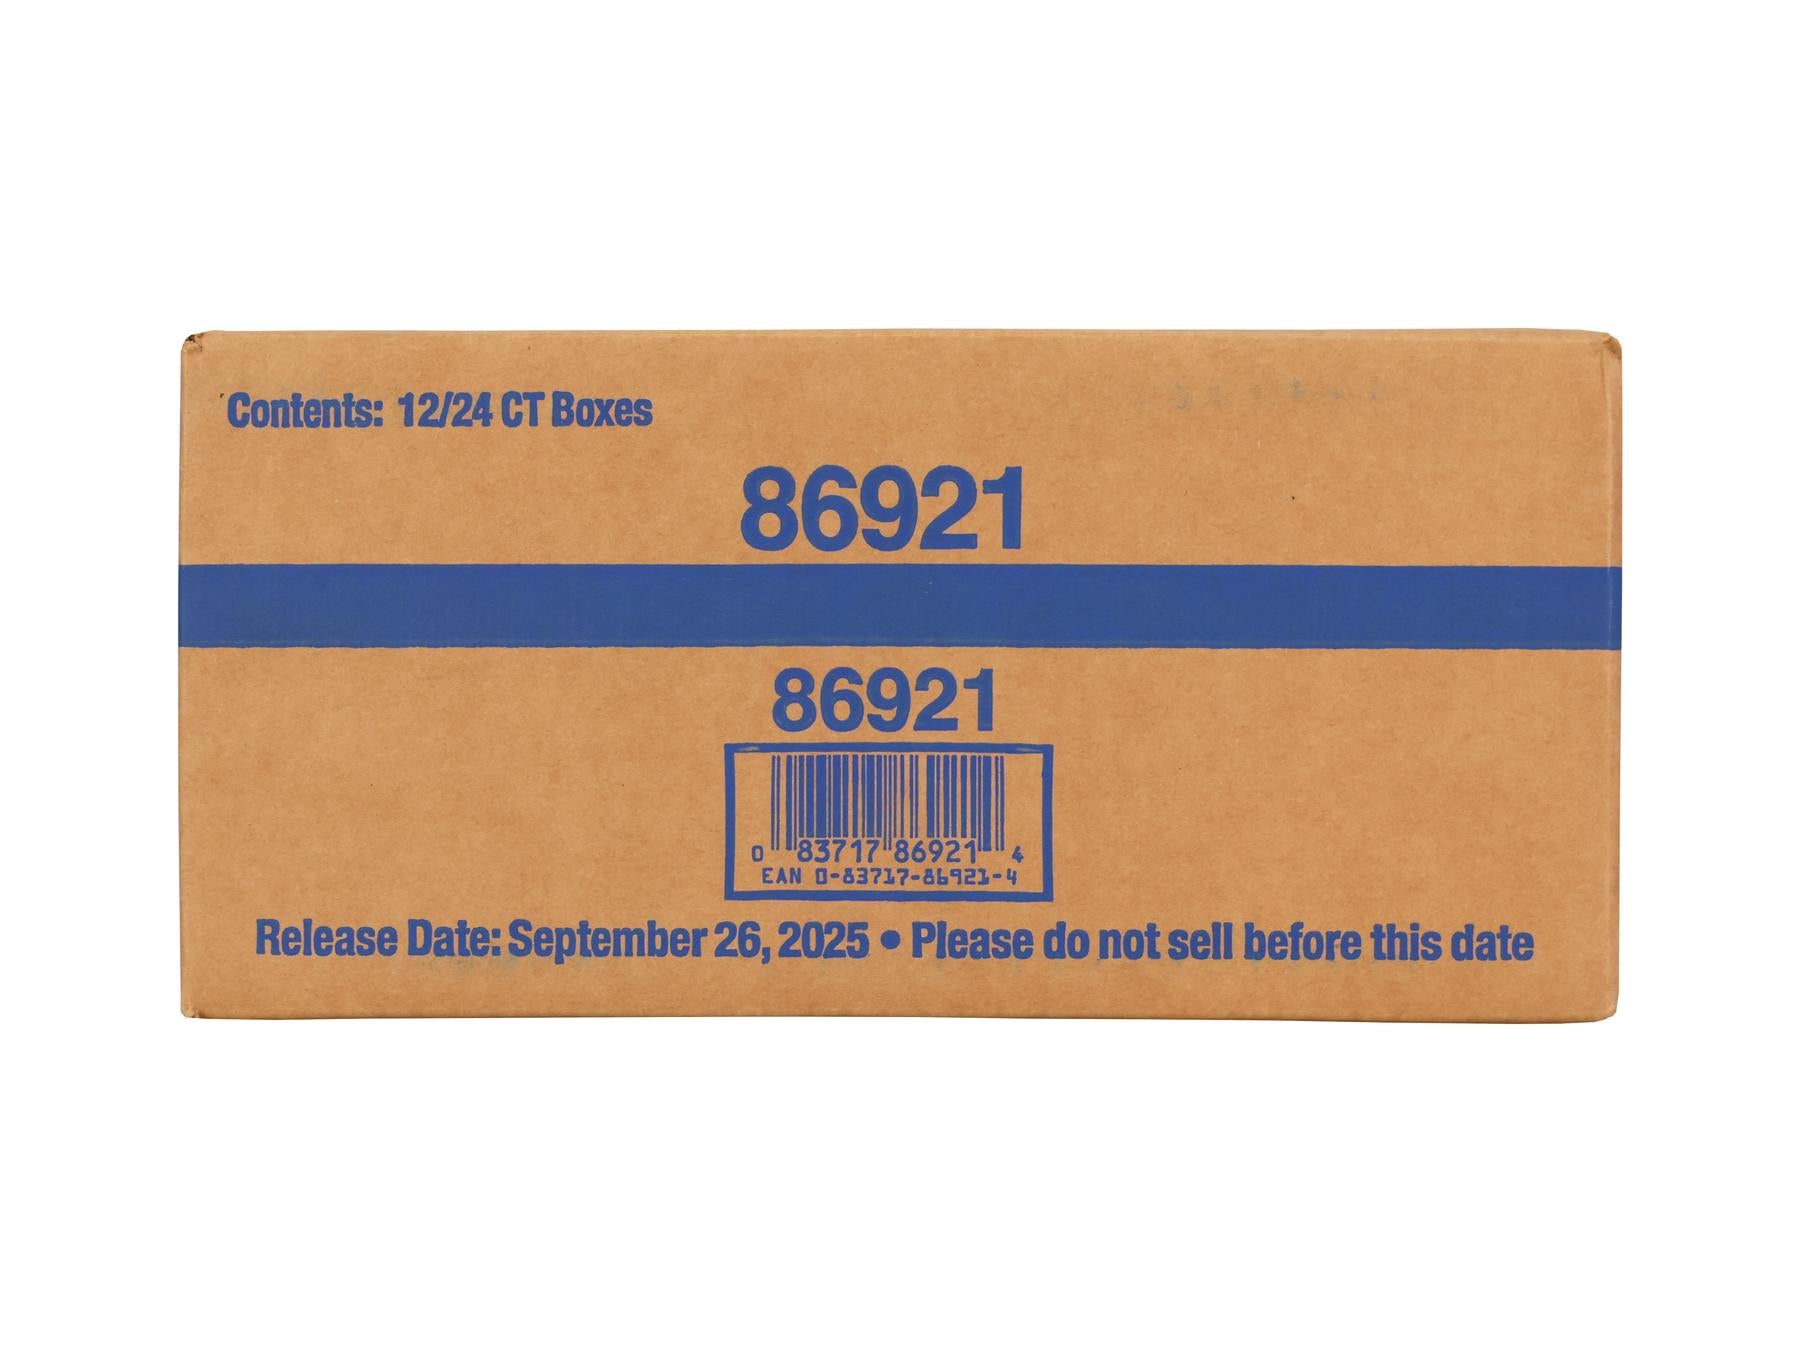 Contents: 12/24 CT Boxes
86921
86921
0 83717 86921 4
EAN 0-83717-86921-4
Release Date: September 26, 2025 • Please do not sell before this date